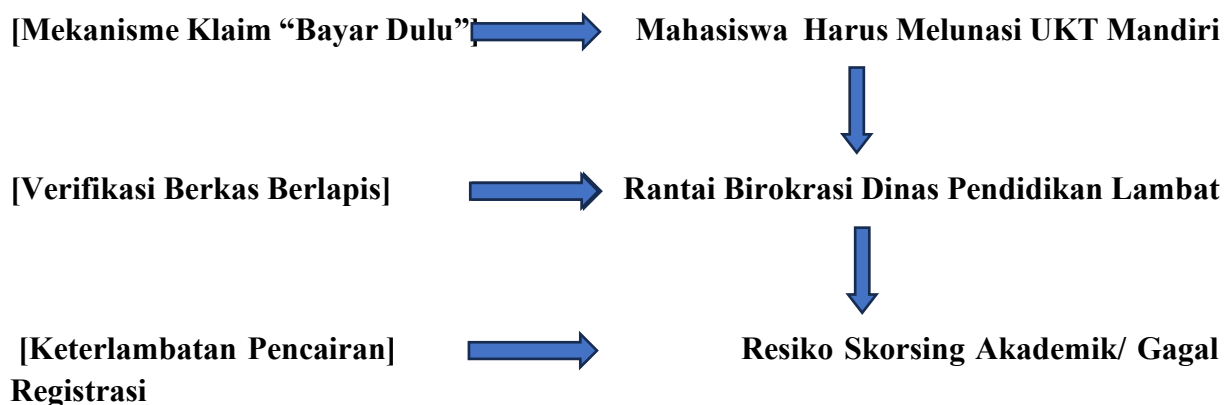 [Mekanisme Klaim “Bayar Dulu”] Mahasiswa Harus Melunasi UKT Mandiri
[Verifikasi Berkas Berlapis] Rantai Birokrasi Dinas Pendidikan Lambat
[Keterlambatan Pencairan] Resiko Skorsing Akademik/ Gagal
Registrasi